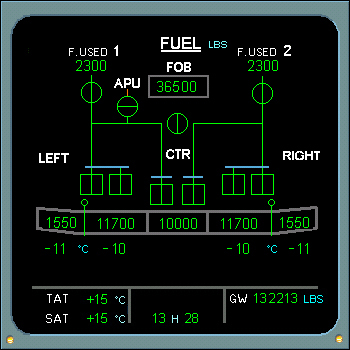 F.USED 1 FUEL LBS F.USED 2
2300 FOB 2300
APU 36500
LEFT CTR RIGHT
1550 11700 10000 11700 1550
-11 °C -10 -10 °C -11
TAT +15 °C GW 132213 LBS
SAT +15 °C 13 H 28